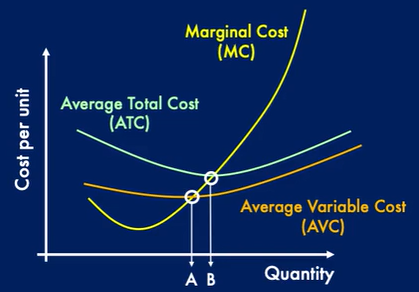 Marginal Cost
(MC)
Average Total Cost
(ATC)
Cost per unit
Average Variable Cost
(AVC)
A B
Quantity